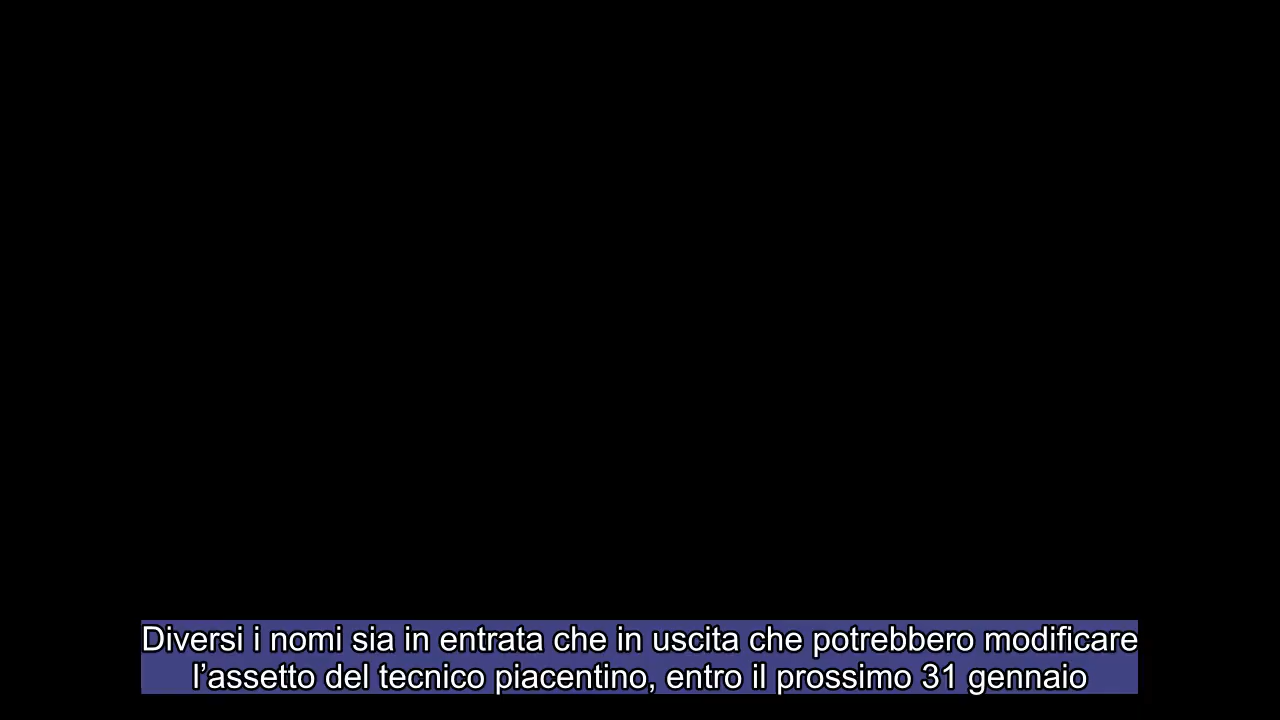 Diversi i nomi sia in entrata che in uscita che potrebbero modificare
l’assetto del tecnico piacentino, entro il prossimo 31 gennaio